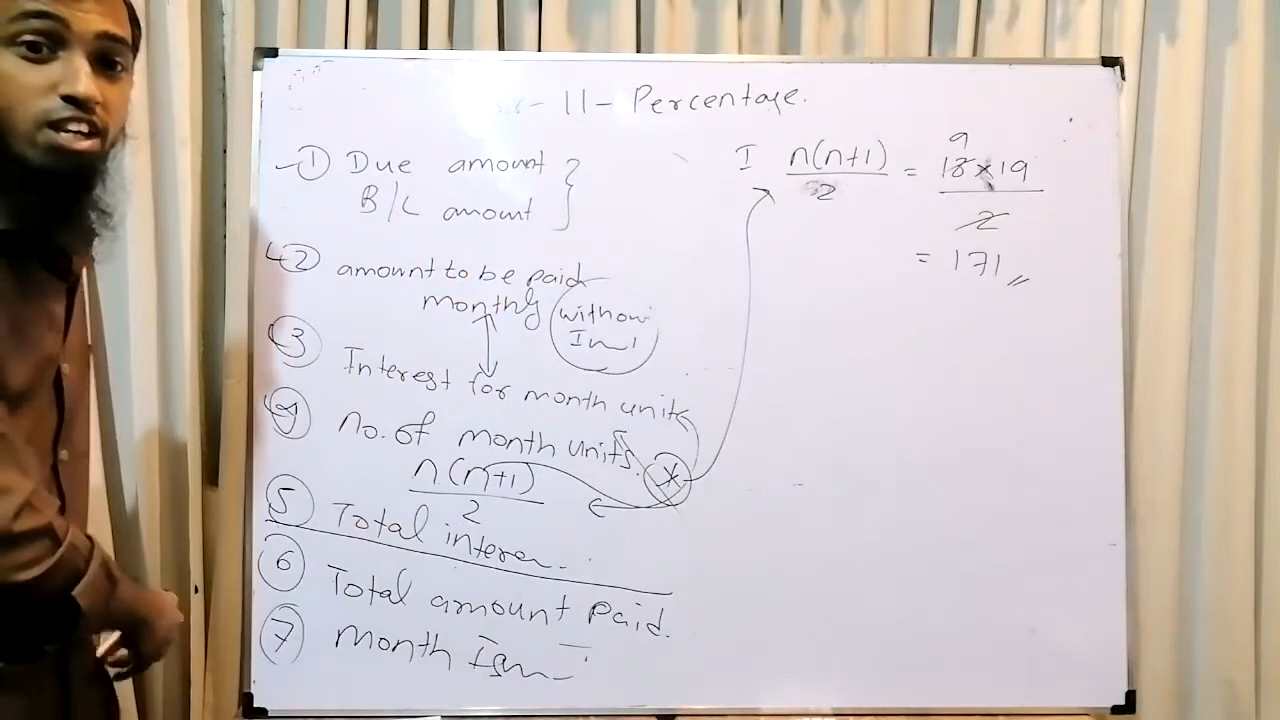 - 11 - Percentage.
1 Due amount
B/L amount
2 amount to be paid
monthly without
Int
3 Interest for month units
4 No. of month units. *
n(n+1)
2
5 Total interes
6 Total amount paid.
7 Month
I n(n+1) / 2 = 18×19 / 2
9
= 171